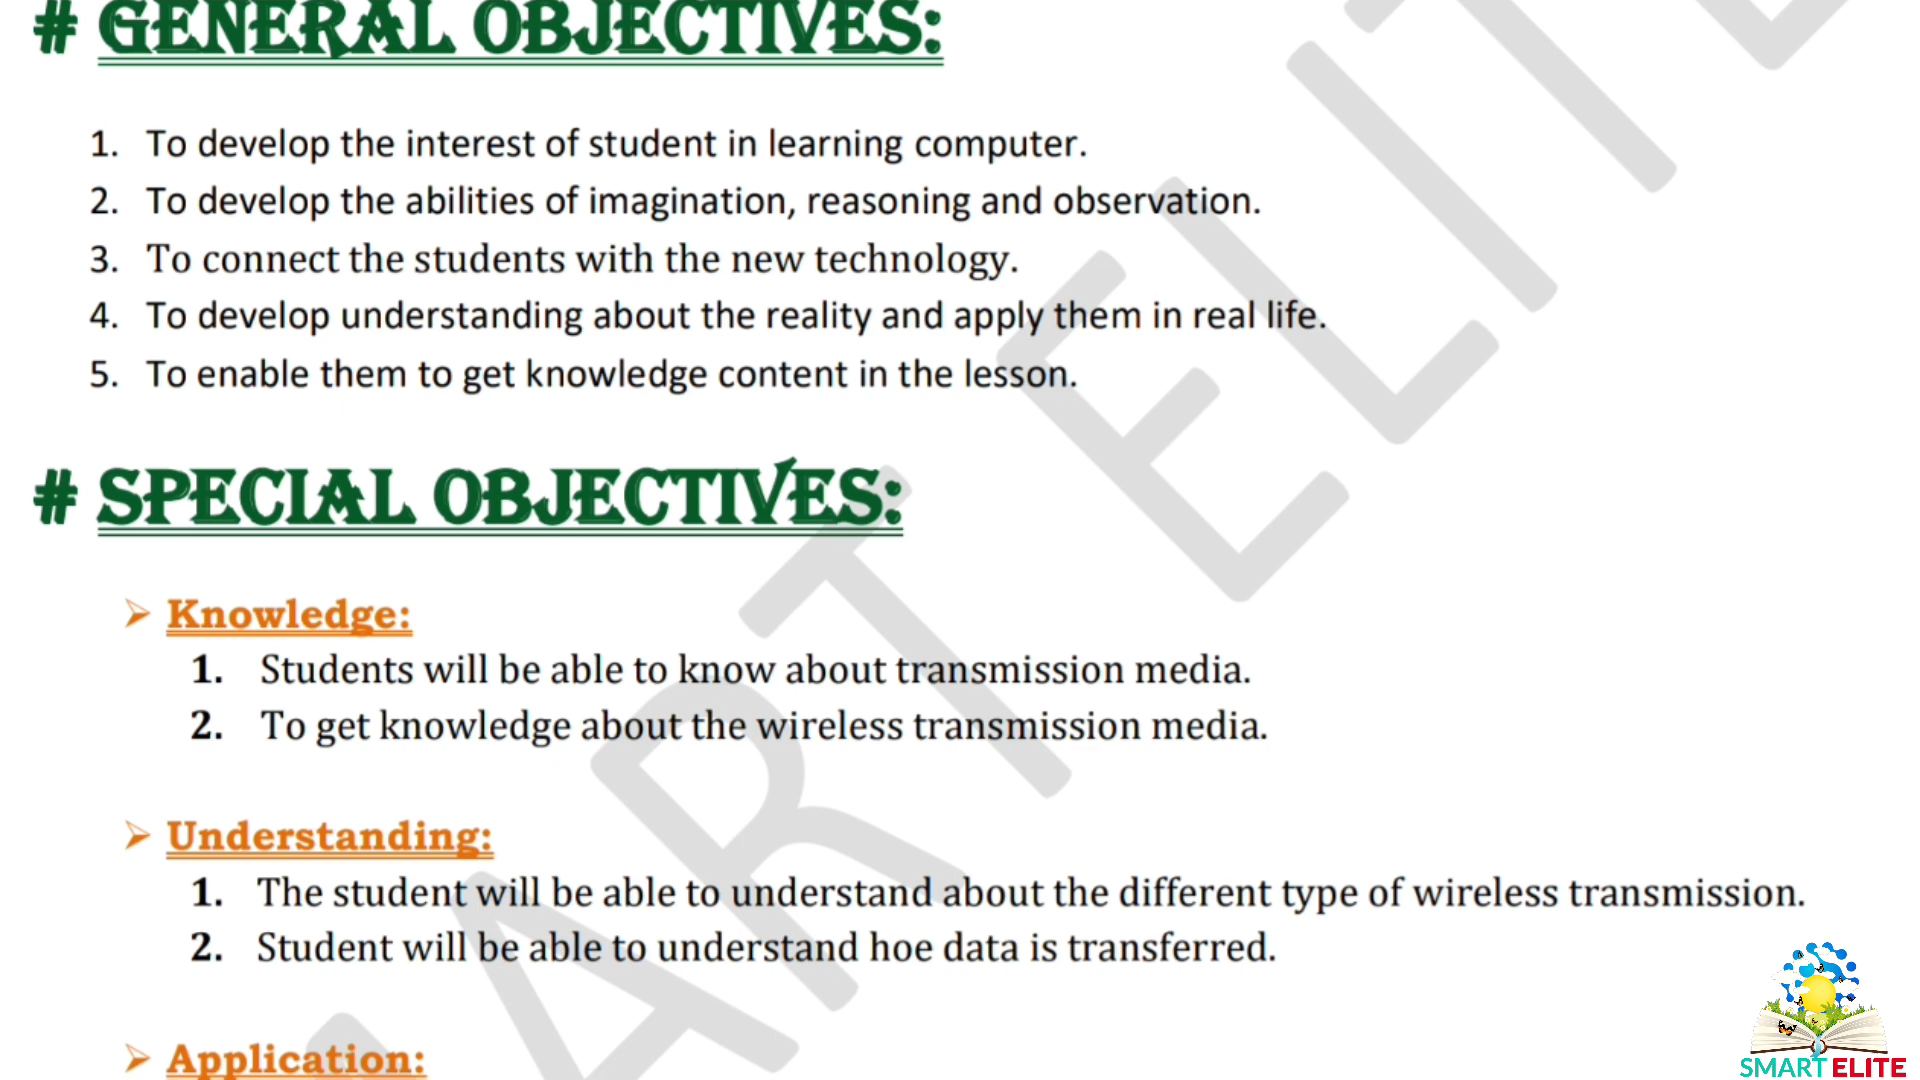 # GENERAL OBJECTIVES:
1. To develop the interest of student in learning computer.
2. To develop the abilities of imagination, reasoning and observation.
3. To connect the students with the new technology.
4. To develop understanding about the reality and apply them in real life.
5. To enable them to get knowledge content in the lesson.
# SPECIAL OBJECTIVES:
➢ Knowledge:
1. Students will be able to know about transmission media.
2. To get knowledge about the wireless transmission media.
➢ Understanding:
1. The student will be able to understand about the different type of wireless transmission.
2. Student will be able to understand hoe data is transferred.
➢ Application:
ART ELITE
SMART ELITE